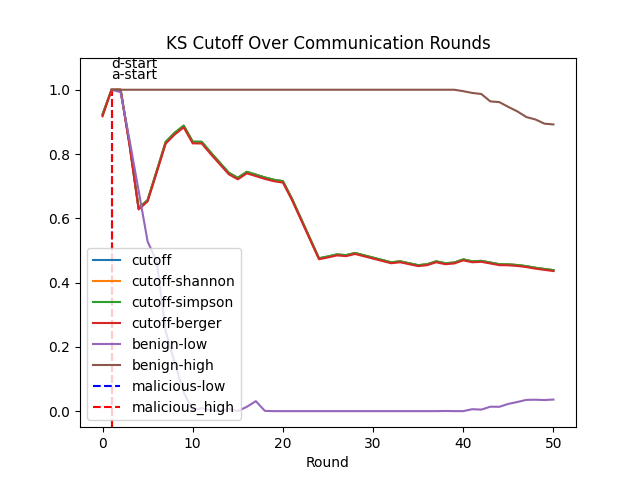 KS Cutoff Over Communication Rounds
d-start
a-start
1.0
0.8
0.6
0.4
0.2
0.0
cutoff
cutoff-shannon
cutoff-simpson
cutoff-berger
benign-low
benign-high
malicious-low
malicious_high
0 10 20 30 40 50
Round